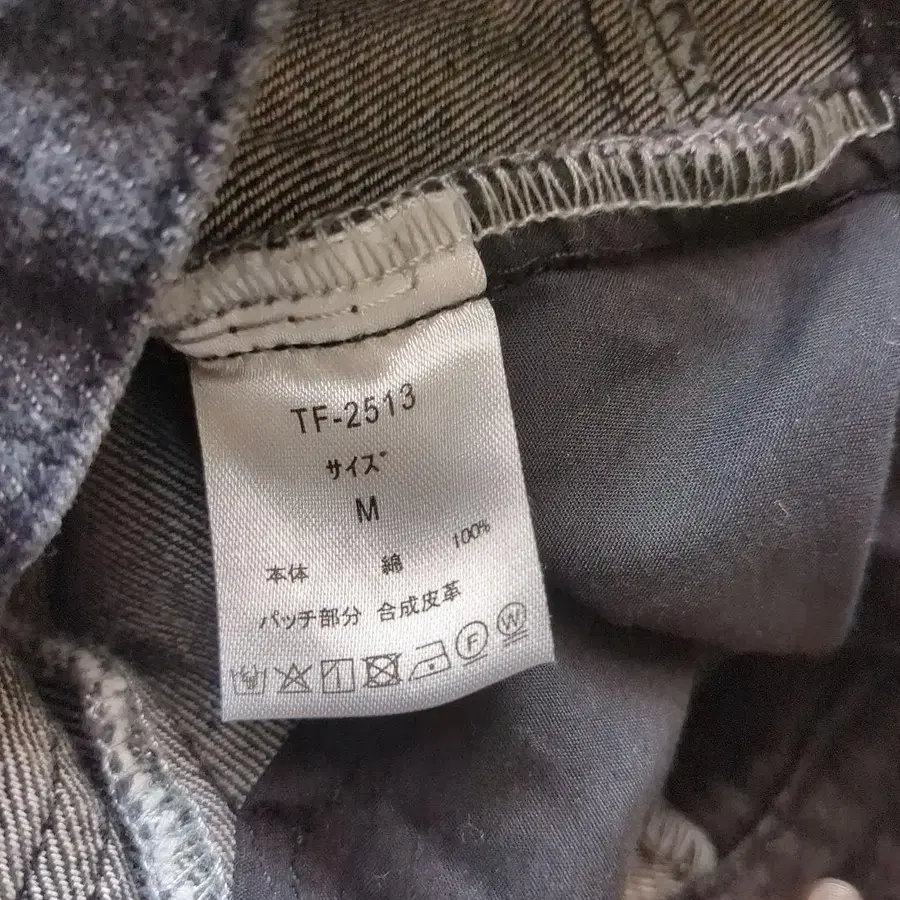 TF-2513
サイズ
M
本体 綿 100%
パッチ部分 合成皮革
F W